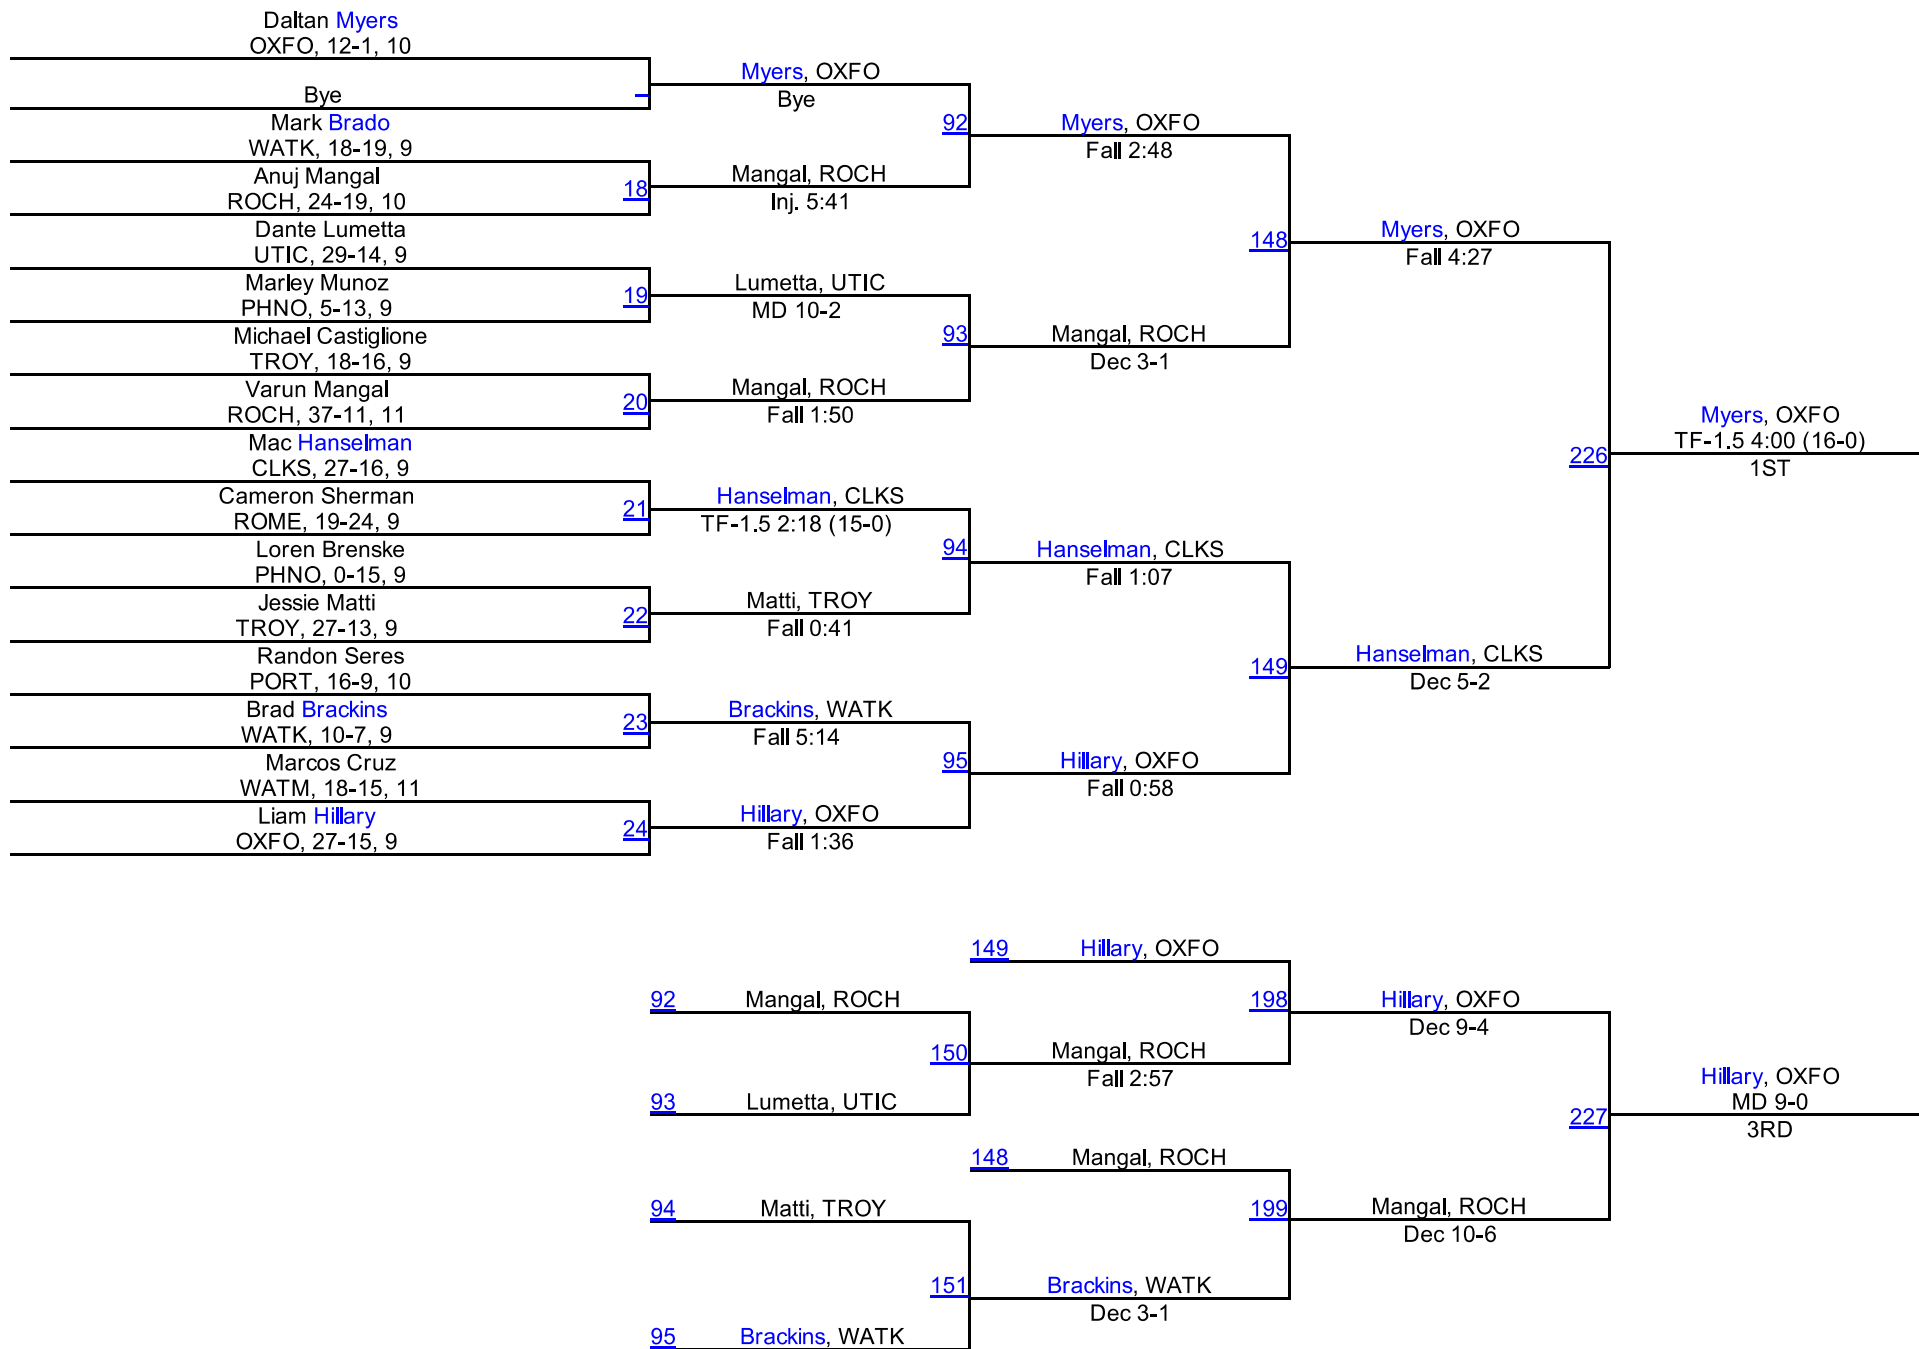 Daltan Myers
OXFO, 12-1, 10
Bye
Mark Brado
WATK, 18-19, 9
Anuj Mangal
ROCH, 24-19, 10
18
Dante Lumetta
UTIC, 29-14, 9
Marley Munoz
PHNO, 5-13, 9
19
Michael Castiglione
TROY, 18-16, 9
Varun Mangal
ROCH, 37-11, 11
20
Mac Hanselman
CLKS, 27-16, 9
Cameron Sherman
ROME, 19-24, 9
21
Loren Brenske
PHNO, 0-15, 9
Jessie Matti
TROY, 27-13, 9
22
Randon Seres
PORT, 16-9, 10
Brad Brackins
WATK, 10-7, 9
23
Marcos Cruz
WATM, 18-15, 11
Liam Hillary
OXFO, 27-15, 9
24
Myers, OXFO
Bye
92
Mangal, ROCH
Inj. 5:41
Lumetta, UTIC
MD 10-2
93
Mangal, ROCH
Fall 1:50
Hanselman, CLKS
TF-1.5 2:18 (15-0)
94
Matti, TROY
Fall 0:41
Brackins, WATK
Fall 5:14
95
Hillary, OXFO
Fall 1:36
Myers, OXFO
Fall 2:48
148
Mangal, ROCH
Dec 3-1
Hanselman, CLKS
Fall 1:07
149
Hillary, OXFO
Fall 0:58
Myers, OXFO
Fall 4:27
226
Hanselman, CLKS
Dec 5-2
Myers, OXFO
TF-1.5 4:00 (16-0)
1ST
92 Mangal, ROCH
150
93 Lumetta, UTIC
94 Matti, TROY
151
95 Brackins, WATK
149 Hillary, OXFO
198
Mangal, ROCH
Fall 2:57
148 Mangal, ROCH
199
Brackins, WATK
Dec 3-1
Hillary, OXFO
Dec 9-4
227
Mangal, ROCH
Dec 10-6
Hillary, OXFO
MD 9-0
3RD